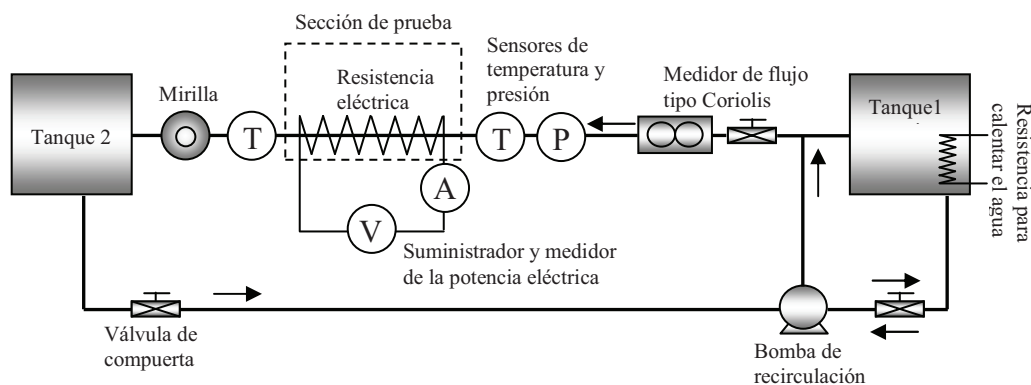 Sección de prueba
Sensores de
temperatura y
presión
Medidor de flujo
tipo Coriolis
Resistencia
eléctrica
Mirilla
Tanque1
Tanque 2
T
T
P
A
V
Resistencia para
calentar el agua
Suministrador y medidor
de la potencia eléctrica
Válvula de
compuerta
Bomba de
recirculación